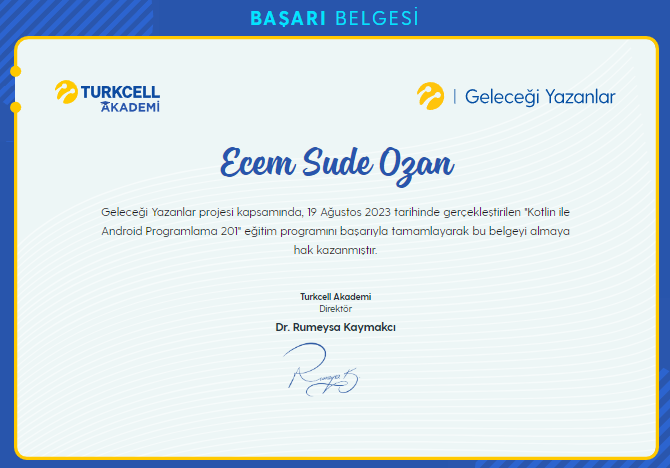 BAŞARI BELGESİ
TURKCELL
AKADEMİ
Geleceği Yazanlar
Ecem Sude Ozan
Geleceği Yazanlar projesi kapsamında, 19 Ağustos 2023 tarihinde gerçekleştirilen "Kotlin ile
Android Programlama 201" eğitim programını başarıyla tamamlayarak bu belgeyi almaya
hak kazanmıştır.
Turkcell Akademi
Direktör
Dr. Rumeysa Kaymakcı